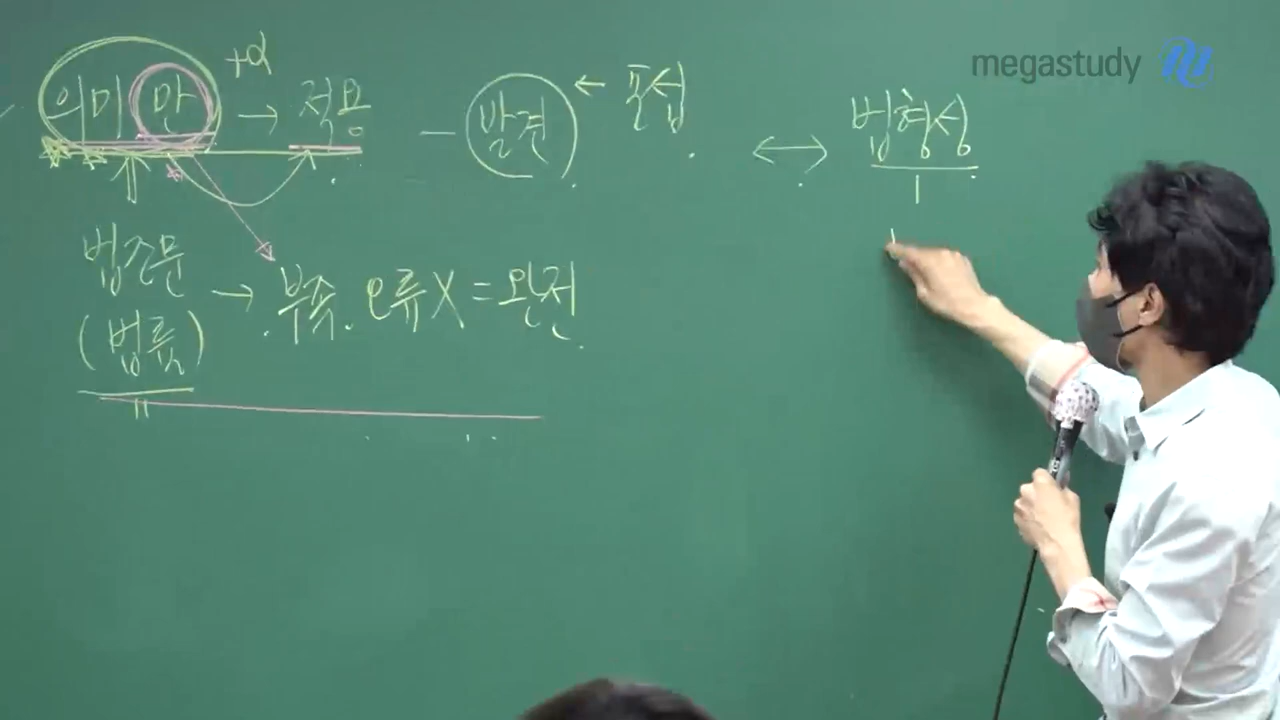 megastudy
의미만 +α → 적용 — 발견 ← 포섭 ↔ 법형성
법조문
(법률) → 부족, 오류 X = 완전